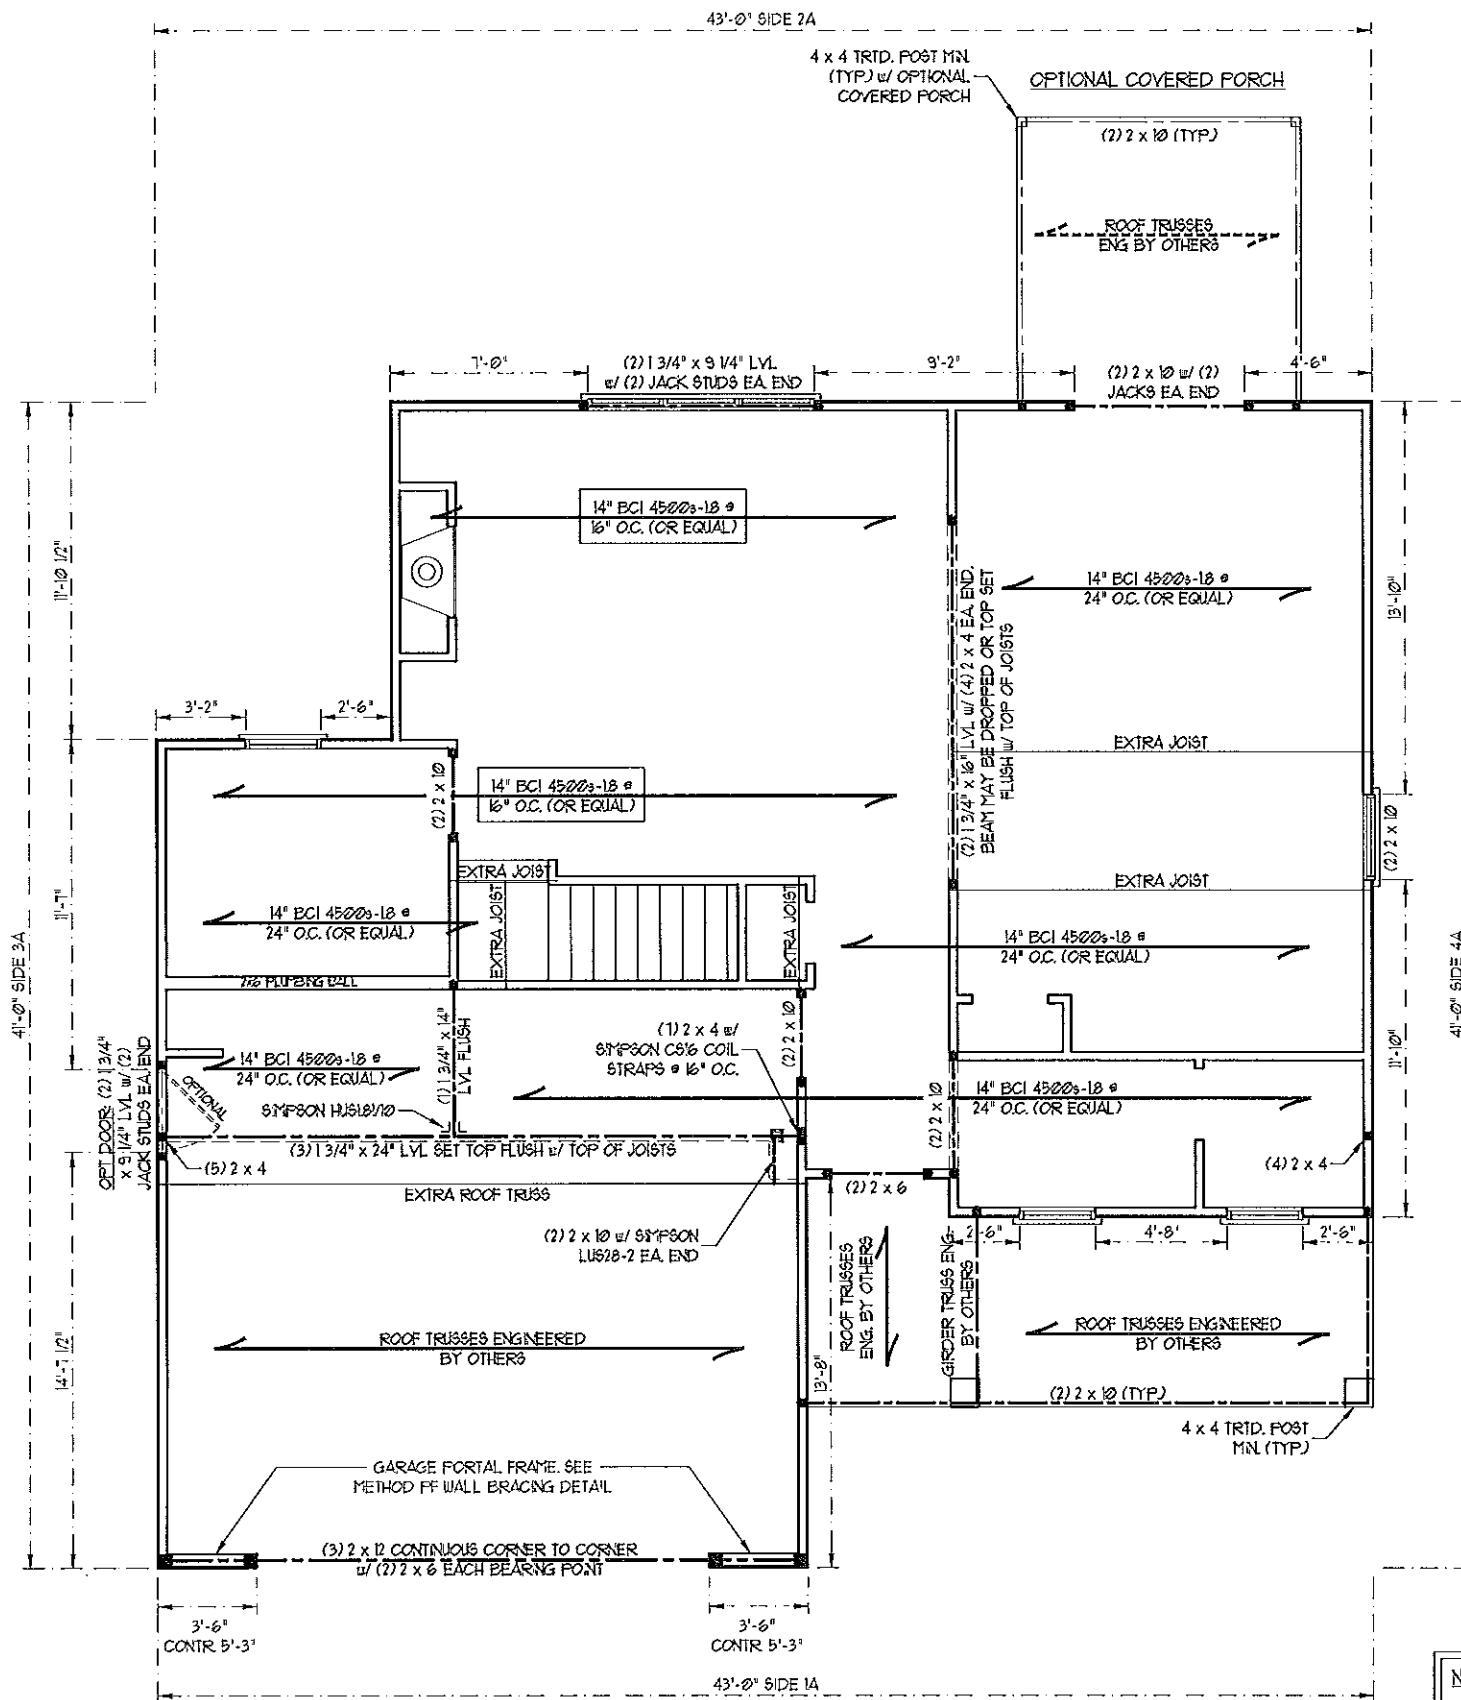 43'-0" SIDE 2A
4 x 4 TRTD. POST MIN.
(TYP.) w/ OPTIONAL
COVERED PORCH
OPTIONAL COVERED PORCH
(2) 2 x 10 (TYP.)
ROOF TRUSSES
ENG BY OTHERS
7'-0"
(2) 1 3/4" x 9 1/4" LVL
w/ (2) JACK STUDS EA. END
9'-2"
(2) 2 x 10 w/ (2)
JACKS EA. END
4'-6"
14" BCI 4500s-1.8 @
16" O.C. (OR EQUAL)
11'-10 1/2"
14" BCI 4500s-1.8 @
24" O.C. (OR EQUAL)
13'-10"
(2) 1 3/4" x 16" LVL w/ (4) 2 x 4 EA. END.
BEAM MAY BE DROPPED OR TOP SET
FLUSH w/ TOP OF JOISTS
3'-2"
2'-6"
EXTRA JOIST
(2) 2 x 10
14" BCI 4500s-1.8 @
16" O.C. (OR EQUAL)
(2) 2 x 10
EXTRA JOIST
EXTRA JOIST
EXTRA JOIST
EXTRA JOIST
11'-7"
14" BCI 4500s-1.8 @
24" O.C. (OR EQUAL)
14" BCI 4500s-1.8 @
24" O.C. (OR EQUAL)
41'-0" SIDE 3A
41'-0" SIDE 4A
2x6 PLUMBING WALL
OPT DOOR: (2) 1 3/4"
x 9 1/4" LVL w/ (2)
JACK STUDS EA. END
14" BCI 4500s-1.8 @
24" O.C. (OR EQUAL)
OPTIONAL
(1) 1 3/4" x 14"
LVL FLUSH
(1) 2 x 4 w/
SIMPSON CS16 COIL
STRAPS @ 16" O.C.
(2) 2 x 10
11'-10"
14" BCI 4500s-1.8 @
24" O.C. (OR EQUAL)
(2) 2 x 10
SIMPSON HUS1.81/10
(3) 1 3/4" x 24" LVL SET TOP FLUSH w/ TOP OF JOISTS
(5) 2 x 4
(4) 2 x 4
EXTRA ROOF TRUSS
(2) 2 x 6
(2) 2 x 10 w/ SIMPSON
LUS28-2 EA. END
2'-6"
4'-8"
2'-6"
ROOF TRUSSES
ENG. BY OTHERS
GIRDER TRUSS ENG.
BY OTHERS
ROOF TRUSSES ENGINEERED
BY OTHERS
ROOF TRUSSES ENGINEERED
BY OTHERS
14'-7 1/2"
13'-8"
(2) 2 x 10 (TYP.)
4 x 4 TRTD. POST
MIN. (TYP.)
GARAGE PORTAL FRAME. SEE
METHOD PF WALL BRACING DETAIL
(3) 2 x 12 CONTINUOUS CORNER TO CORNER
w/ (2) 2 x 6 EACH BEARING POINT
3'-6"
CONTR 5'-3"
3'-6"
CONTR 5'-3"
43'-0" SIDE 1A